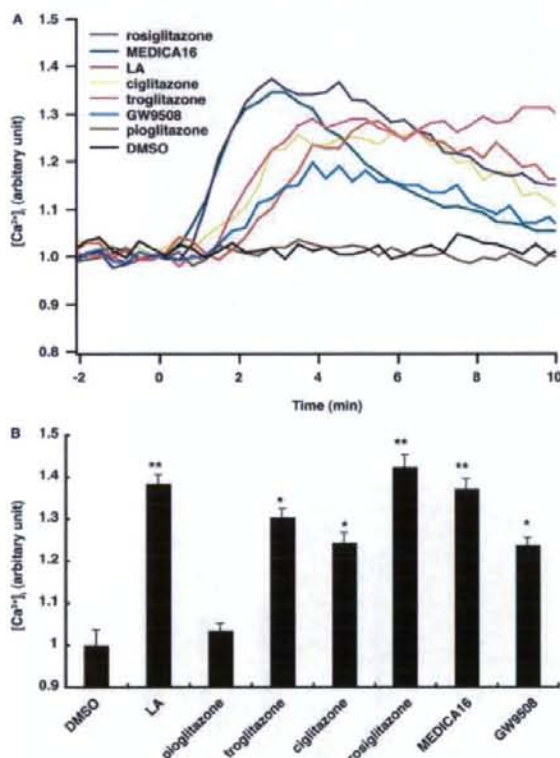 A
rosiglitazone
MEDICA16
LA
ciglitazone
troglitazone
GW9508
pioglitazone
DMSO
[Ca²⁺]ᵢ (arbitary unit)
1.5
1.4
1.3
1.2
1.1
1.0
0.9
0.8
-2 0 2 4 6 8 10
Time (min)
B
[Ca²⁺]ᵢ (arbitary unit)
1.5
1.4
1.3
1.2
1.1
1
0.9
** * * ** ** *
DMSO
LA
pioglitazone
troglitazone
ciglitazone
rosiglitazone
MEDICA16
GW9508